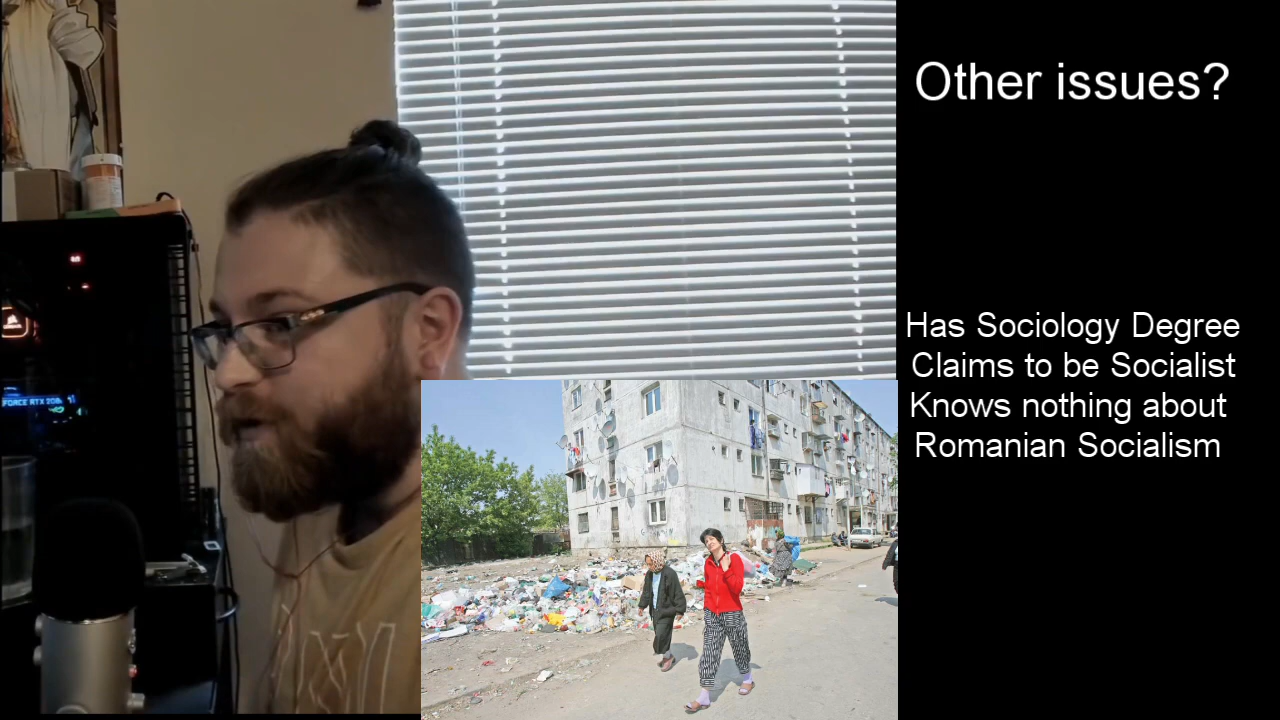 Other issues?
Has Sociology Degree
Claims to be Socialist
Knows nothing about
Romanian Socialism